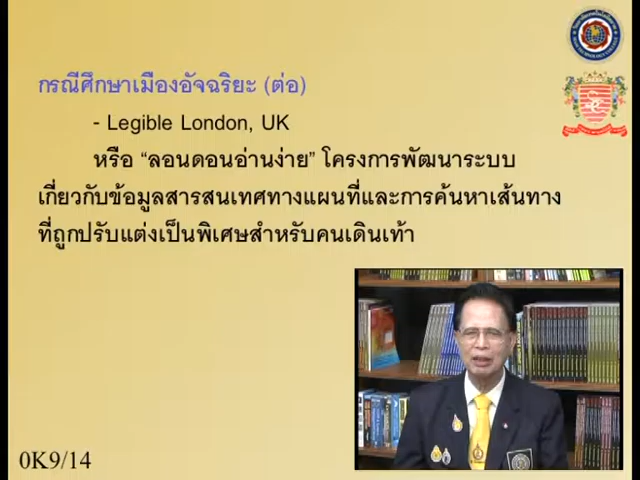 กรณีศึกษาเมืองอัจฉริยะ (ต่อ)
- Legible London, UK
หรือ “ลอนดอนอ่านง่าย” โครงการพัฒนาระบบ
เกี่ยวกับข้อมูลสารสนเทศทางแผนที่และการค้นหาเส้นทาง
ที่ถูกปรับแต่งเป็นพิเศษสำหรับคนเดินเท้า
0K9/14